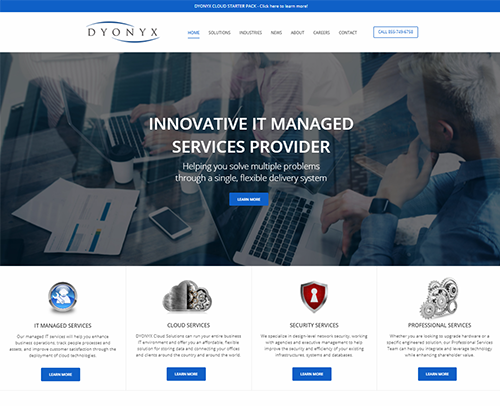 DYONYX CLOUD STARTER PACK - Click here to learn more!
DYONYX
HOME SOLUTIONS INDUSTRIES NEWS ABOUT CAREERS CONTACT
CALL 855-749-6758
INNOVATIVE IT MANAGED
SERVICES PROVIDER
Helping you solve multiple problems
through a single, flexible delivery system
LEARN MORE
IT MANAGED SERVICES
Our managed IT services will help you enhance
business operations, track people processes and
assets, and improve customer satisfaction through the
deployment of cloud technologies.
LEARN MORE
CLOUD SERVICES
DYONYX Cloud Solutions can run your entire business
IT environment and offer you an affordable, flexible
solution for storing data and connecting your offices
and clients around the country and around the world.
LEARN MORE
SECURITY SERVICES
We specialize in design-level network security, working
with agencies and executive management to help
improve the security and efficiency of your existing
infrastructures, systems and databases.
LEARN MORE
PROFESSIONAL SERVICES
Whether you are looking to upgrade hardware or a
specific engineered solution, our Professional Services
Team can help you integrate and leverage technology
while enhancing shareholder value.
LEARN MORE